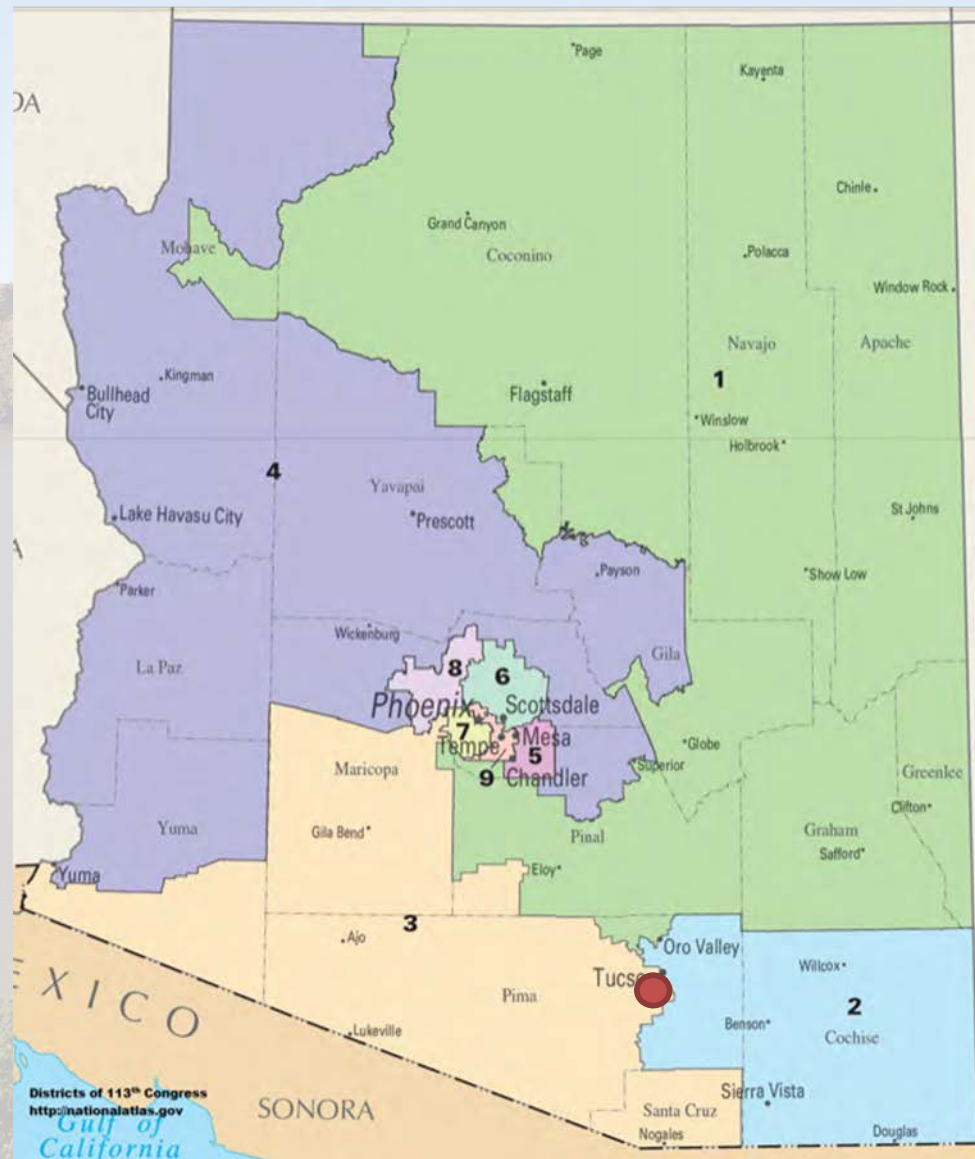 Page
Kayenta
DA
Chinle
Grand Canyon
Mohave
Coconino
Polacca
Window Rock
Navajo
Apache
1
Kingman
Bullhead
City
Flagstaff
Winslow
Holbrook
4
Yavapai
Prescott
Lake Havasu City
St Johns
A
Payson
Show Low
Parker
Wickenburg
La Paz
Gila
8
6
Phoenix
Scottsdale
7
Tempe
Mesa
5
9
Chandler
Globe
Superior
Maricopa
Greenlee
Clifton
Yuma
Gila Bend
Pinal
Graham
Safford
Eloy
Yuma
3
Ajo
Oro Valley
Willcox
EXICO
Pima
2
Benson
Cochise
Lukeville
Sierra Vista
Districts of 113th Congress
http://nationalatlas.gov
Gulf of
California
SONORA
Santa Cruz
Nogales
Douglas